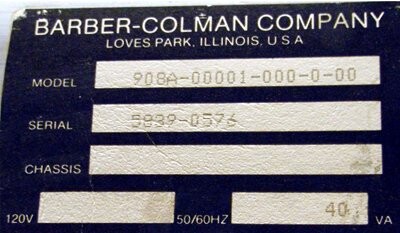 BARBER-COLMAN COMPANY
LOVES PARK, ILLINOIS, U.S.A
MODEL 908A-00001-000-0-00
SERIAL 5839-0576
CHASSIS
120V 50/60HZ 40 VA